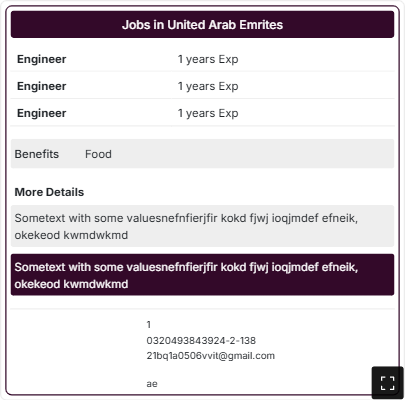 Jobs in United Arab Emrites
Engineer 1 years Exp
Engineer 1 years Exp
Engineer 1 years Exp
Benefits Food
More Details
Sometext with some valuesnefnfierjfir kokd fjwj ioqjmdef efneik,
okekeod kwmdwkmd
Sometext with some valuesnefnfierjfir kokd fjwj ioqjmdef efneik,
okekeod kwmdwkmd
1
0320493843924-2-138
21bq1a0506vvit@gmail.com
ae